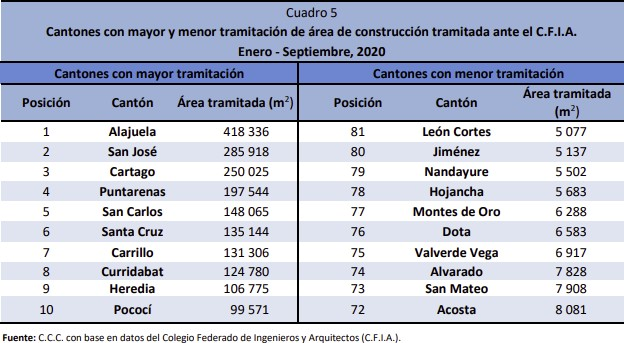 Cuadro 5
Cantones con mayor y menor tramitación de área de construcción tramitada ante el C.F.I.A.
Enero - Septiembre, 2020
Cantones con mayor tramitación Cantones con menor tramitación
Posición Cantón Área tramitada (m²) Posición Cantón Área tramitada (m²)
1 Alajuela 418 336 81 León Cortes 5 077
2 San José 285 918 80 Jiménez 5 137
3 Cartago 250 025 79 Nandayure 5 502
4 Puntarenas 197 544 78 Hojancha 5 683
5 San Carlos 148 065 77 Montes de Oro 6 288
6 Santa Cruz 135 144 76 Dota 6 583
7 Carrillo 131 306 75 Valverde Vega 6 917
8 Curridabat 124 780 74 Alvarado 7 828
9 Heredia 106 775 73 San Mateo 7 908
10 Pococí 99 571 72 Acosta 8 081
Fuente: C.C.C. con base en datos del Colegio Federado de Ingenieros y Arquitectos (C.F.I.A.).